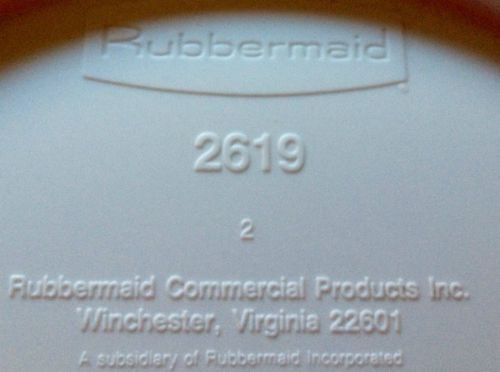 Rubbermaid
2619
2
Rubbermaid Commercial Products Inc.
Winchester, Virginia 22601
A subsidiary of Rubbermaid Incorporated